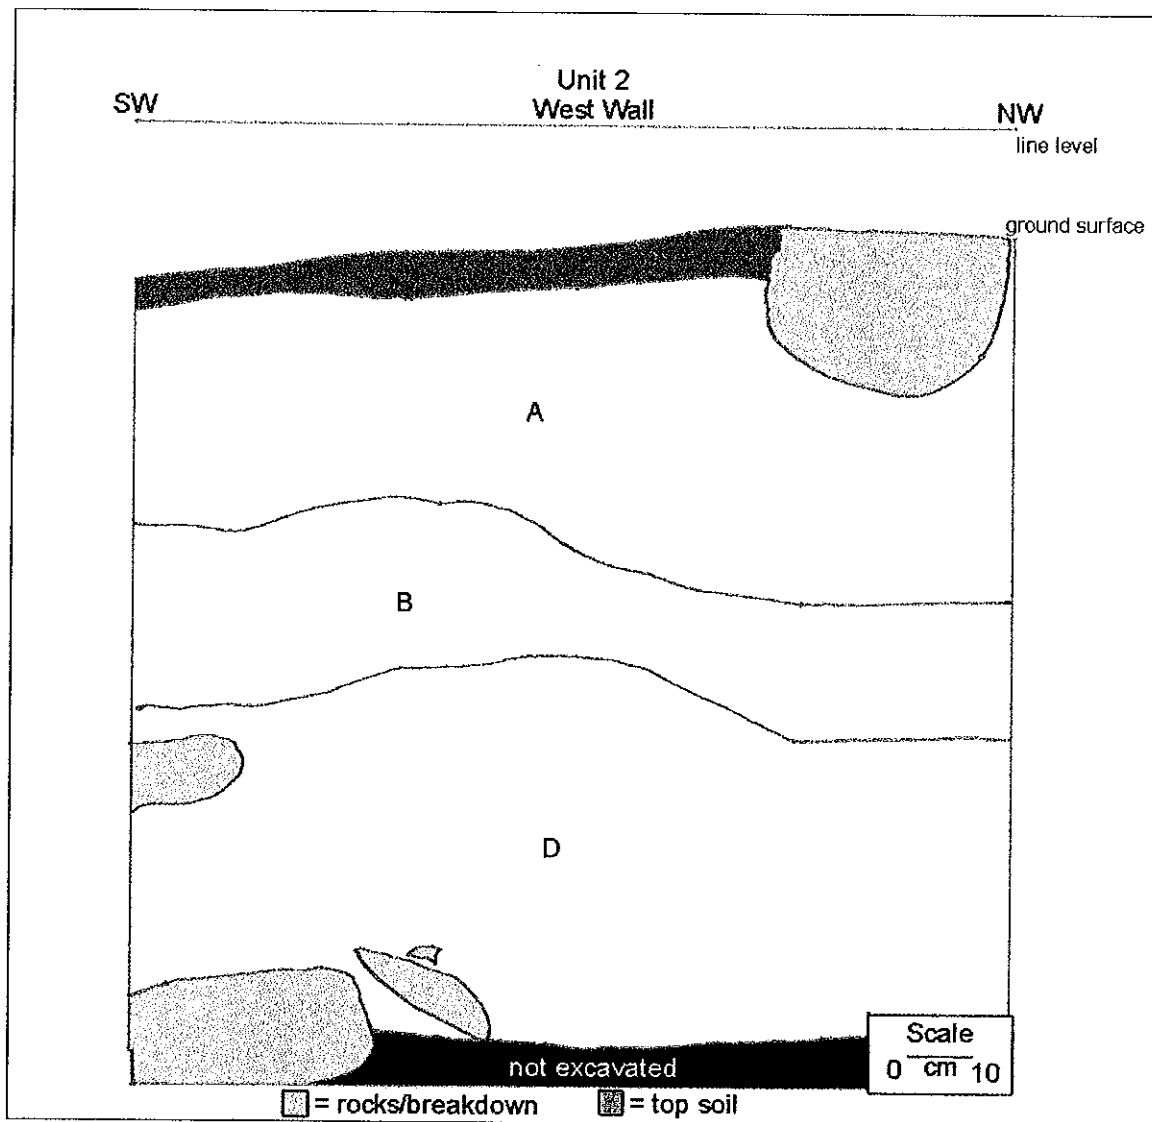 Unit 2
West Wall
SW
NW
line level
ground surface
A
B
D
not excavated
Scale
0 cm 10
= rocks/breakdown
= top soil